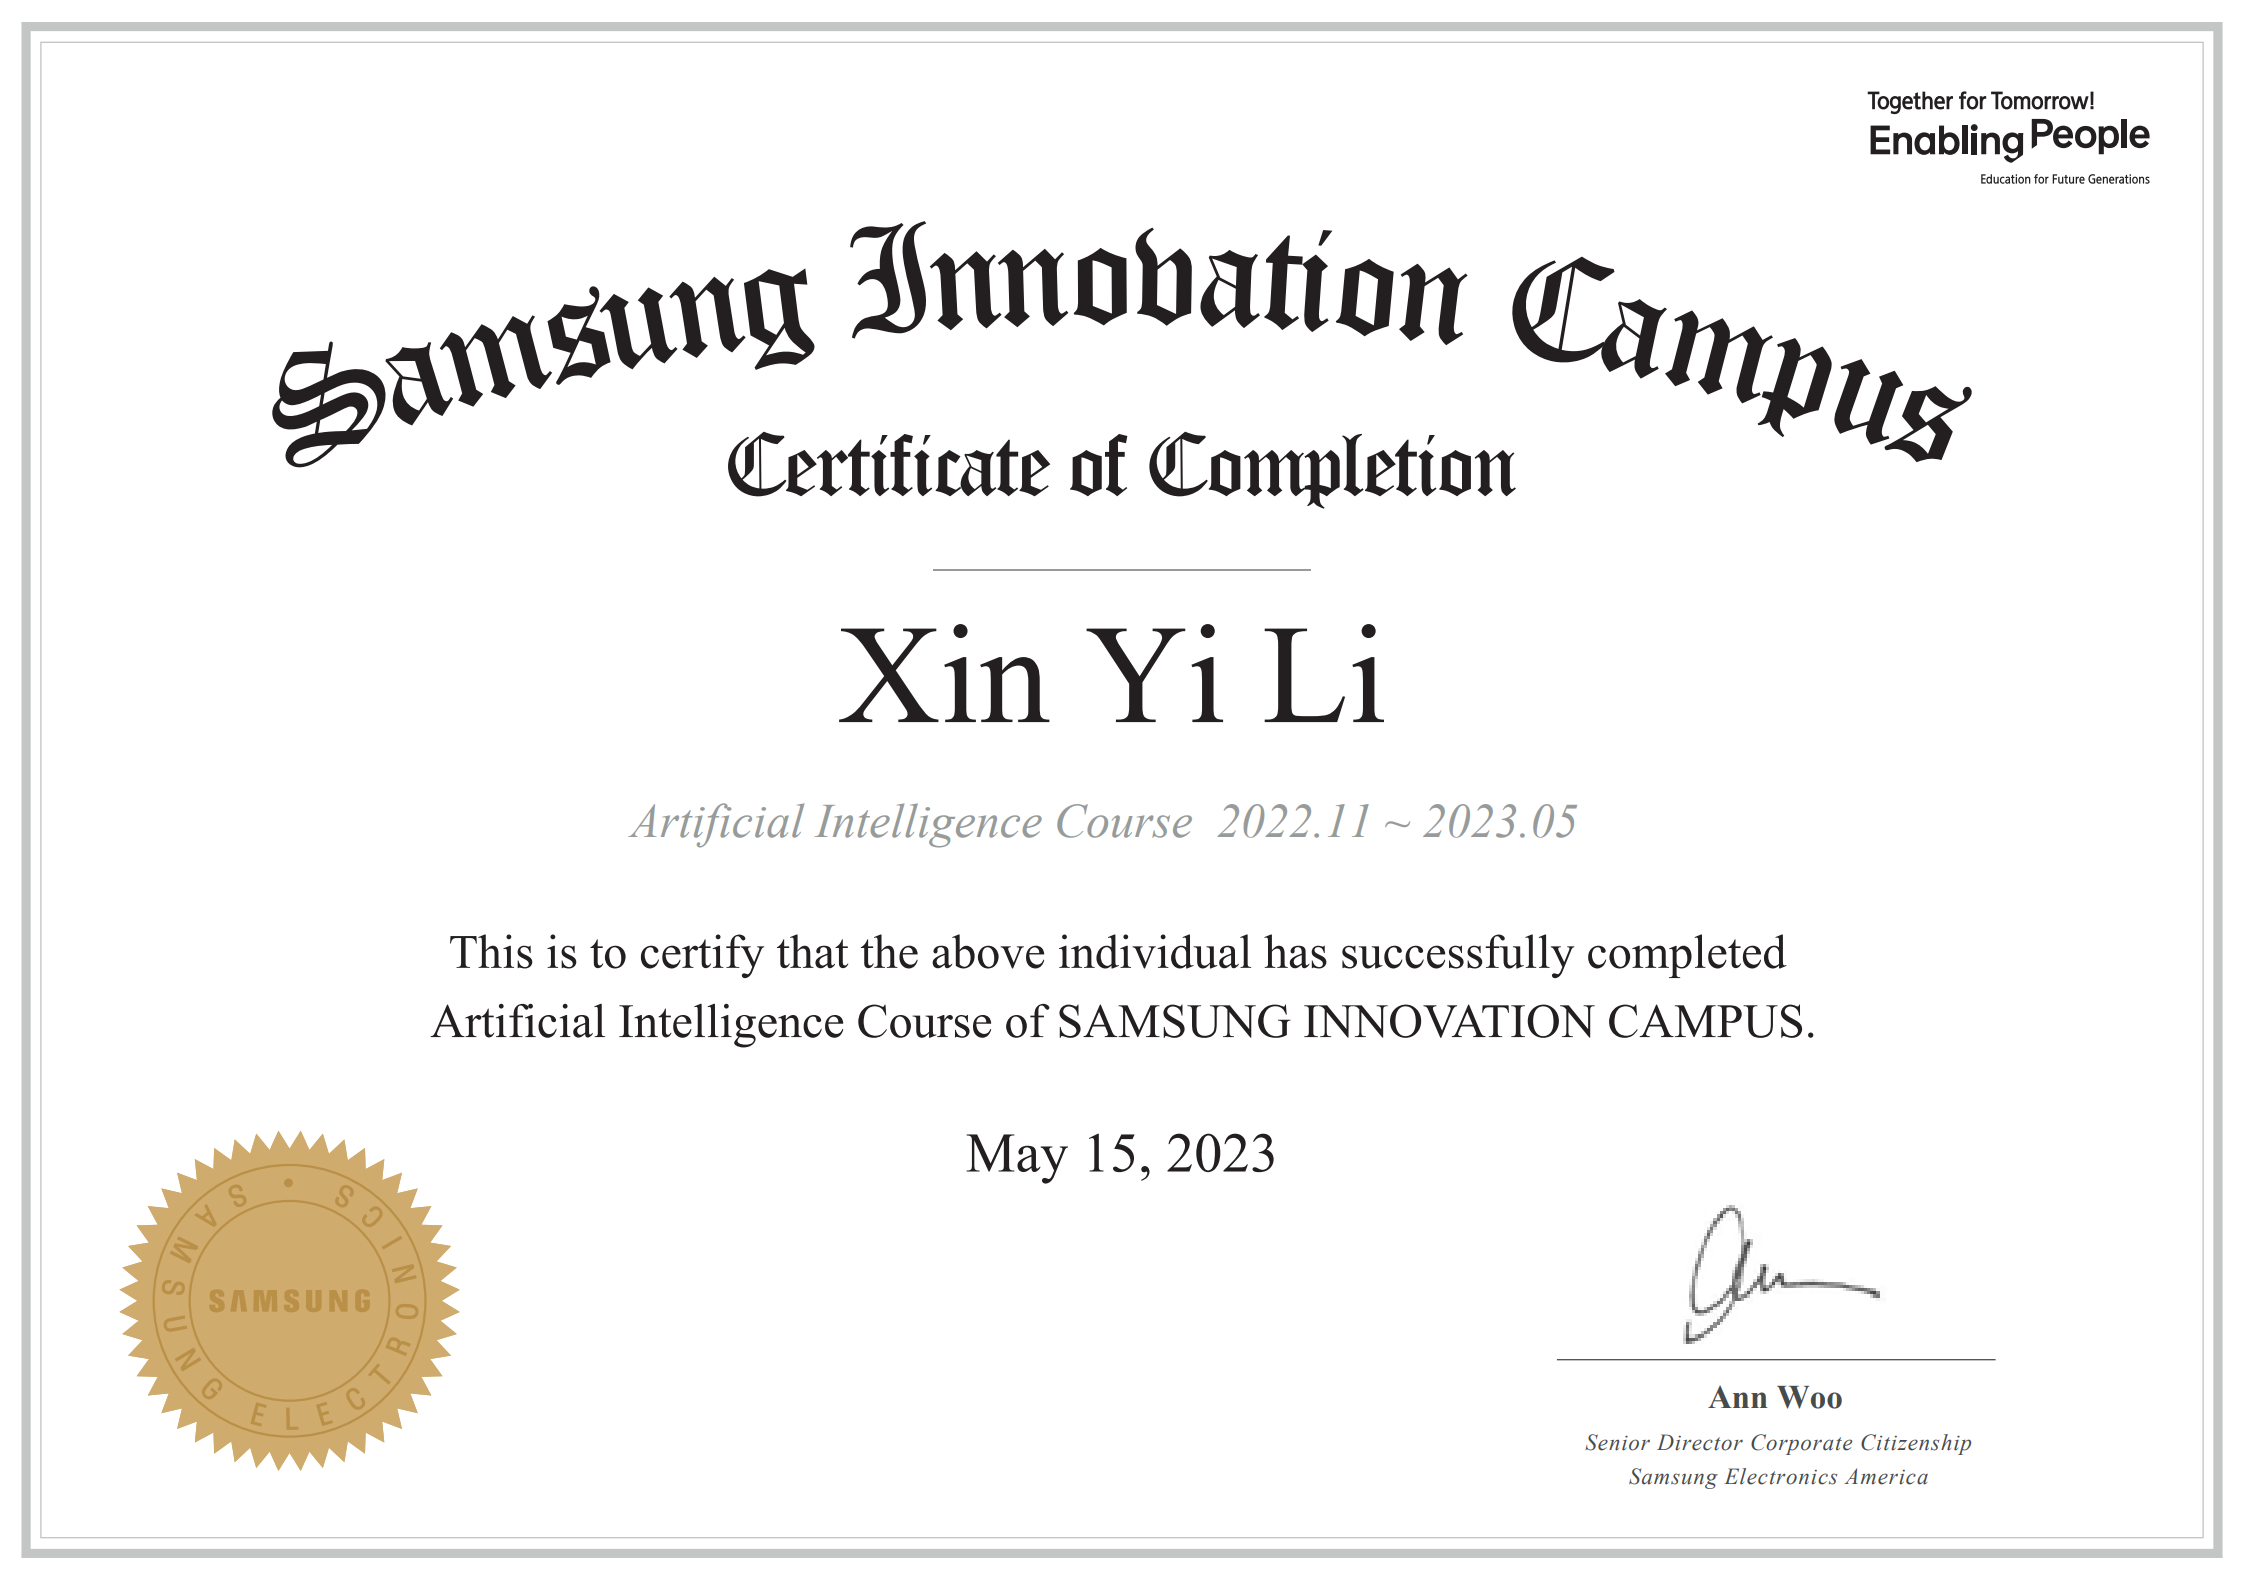 Together for Tomorrow!
Enabling People
Education for Future Generations
Samsung Innovation Campus
Certificate of Completion
Xin Yi Li
Artificial Intelligence Course 2022.11 ~ 2023.05
This is to certify that the above individual has successfully completed
Artificial Intelligence Course of SAMSUNG INNOVATION CAMPUS.
May 15, 2023
SAMSUNG ELECTRONICS •
SAMSUNG
Ann Woo
Senior Director Corporate Citizenship
Samsung Electronics America